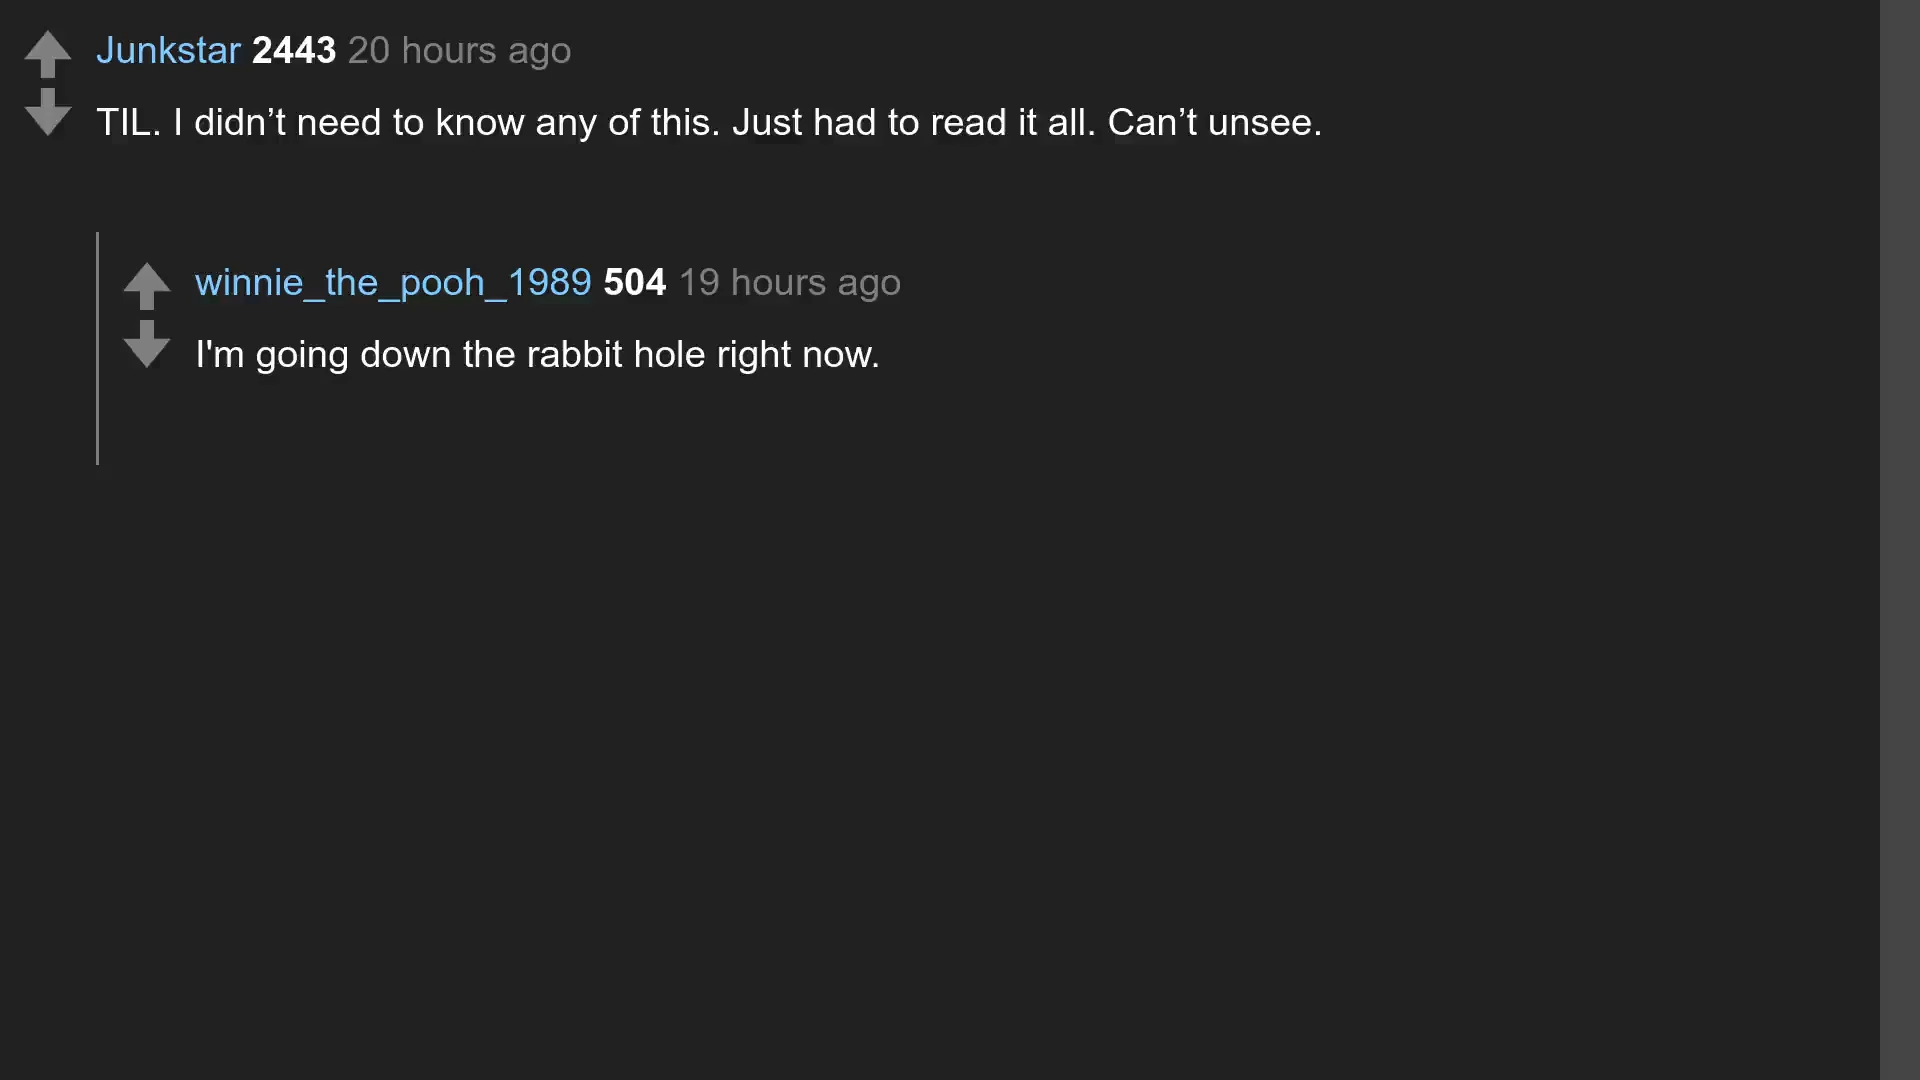 Junkstar 2443 20 hours ago
TIL. I didn’t need to know any of this. Just had to read it all. Can’t unsee.
winnie_the_pooh_1989 504 19 hours ago
I'm going down the rabbit hole right now.